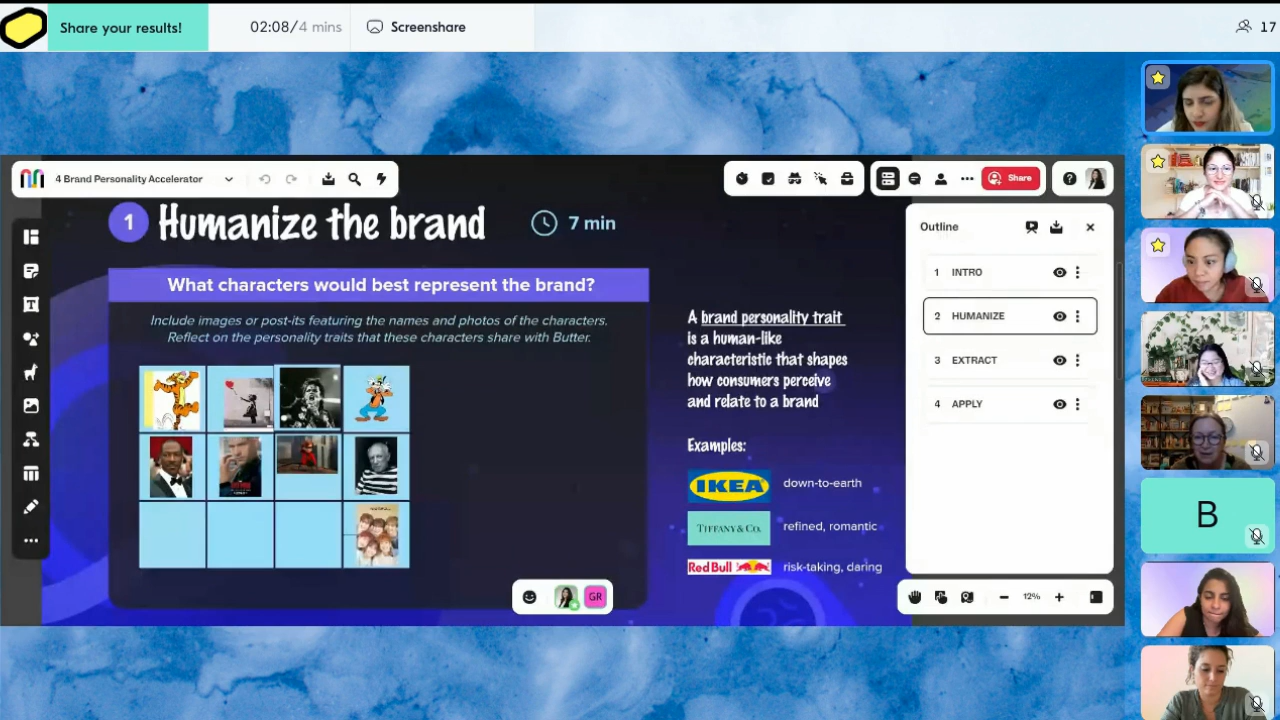 Share your results!
02:08/4 mins
Screenshare
17
4 Brand Personality Accelerator
Share
1 Humanize the brand
7 min
What characters would best represent the brand?
Include images or post-its featuring the names and photos of the characters.
Reflect on the personality traits that these characters share with Butter.
A brand personality trait
is a human-like
characteristic that shapes
how consumers perceive
and relate to a brand
Examples:
IKEA down-to-earth
TIFFANY & CO. refined, romantic
Red Bull risk-taking, daring
GR
Outline
1 INTRO
2 HUMANIZE
3 EXTRACT
4 APPLY
12%
B